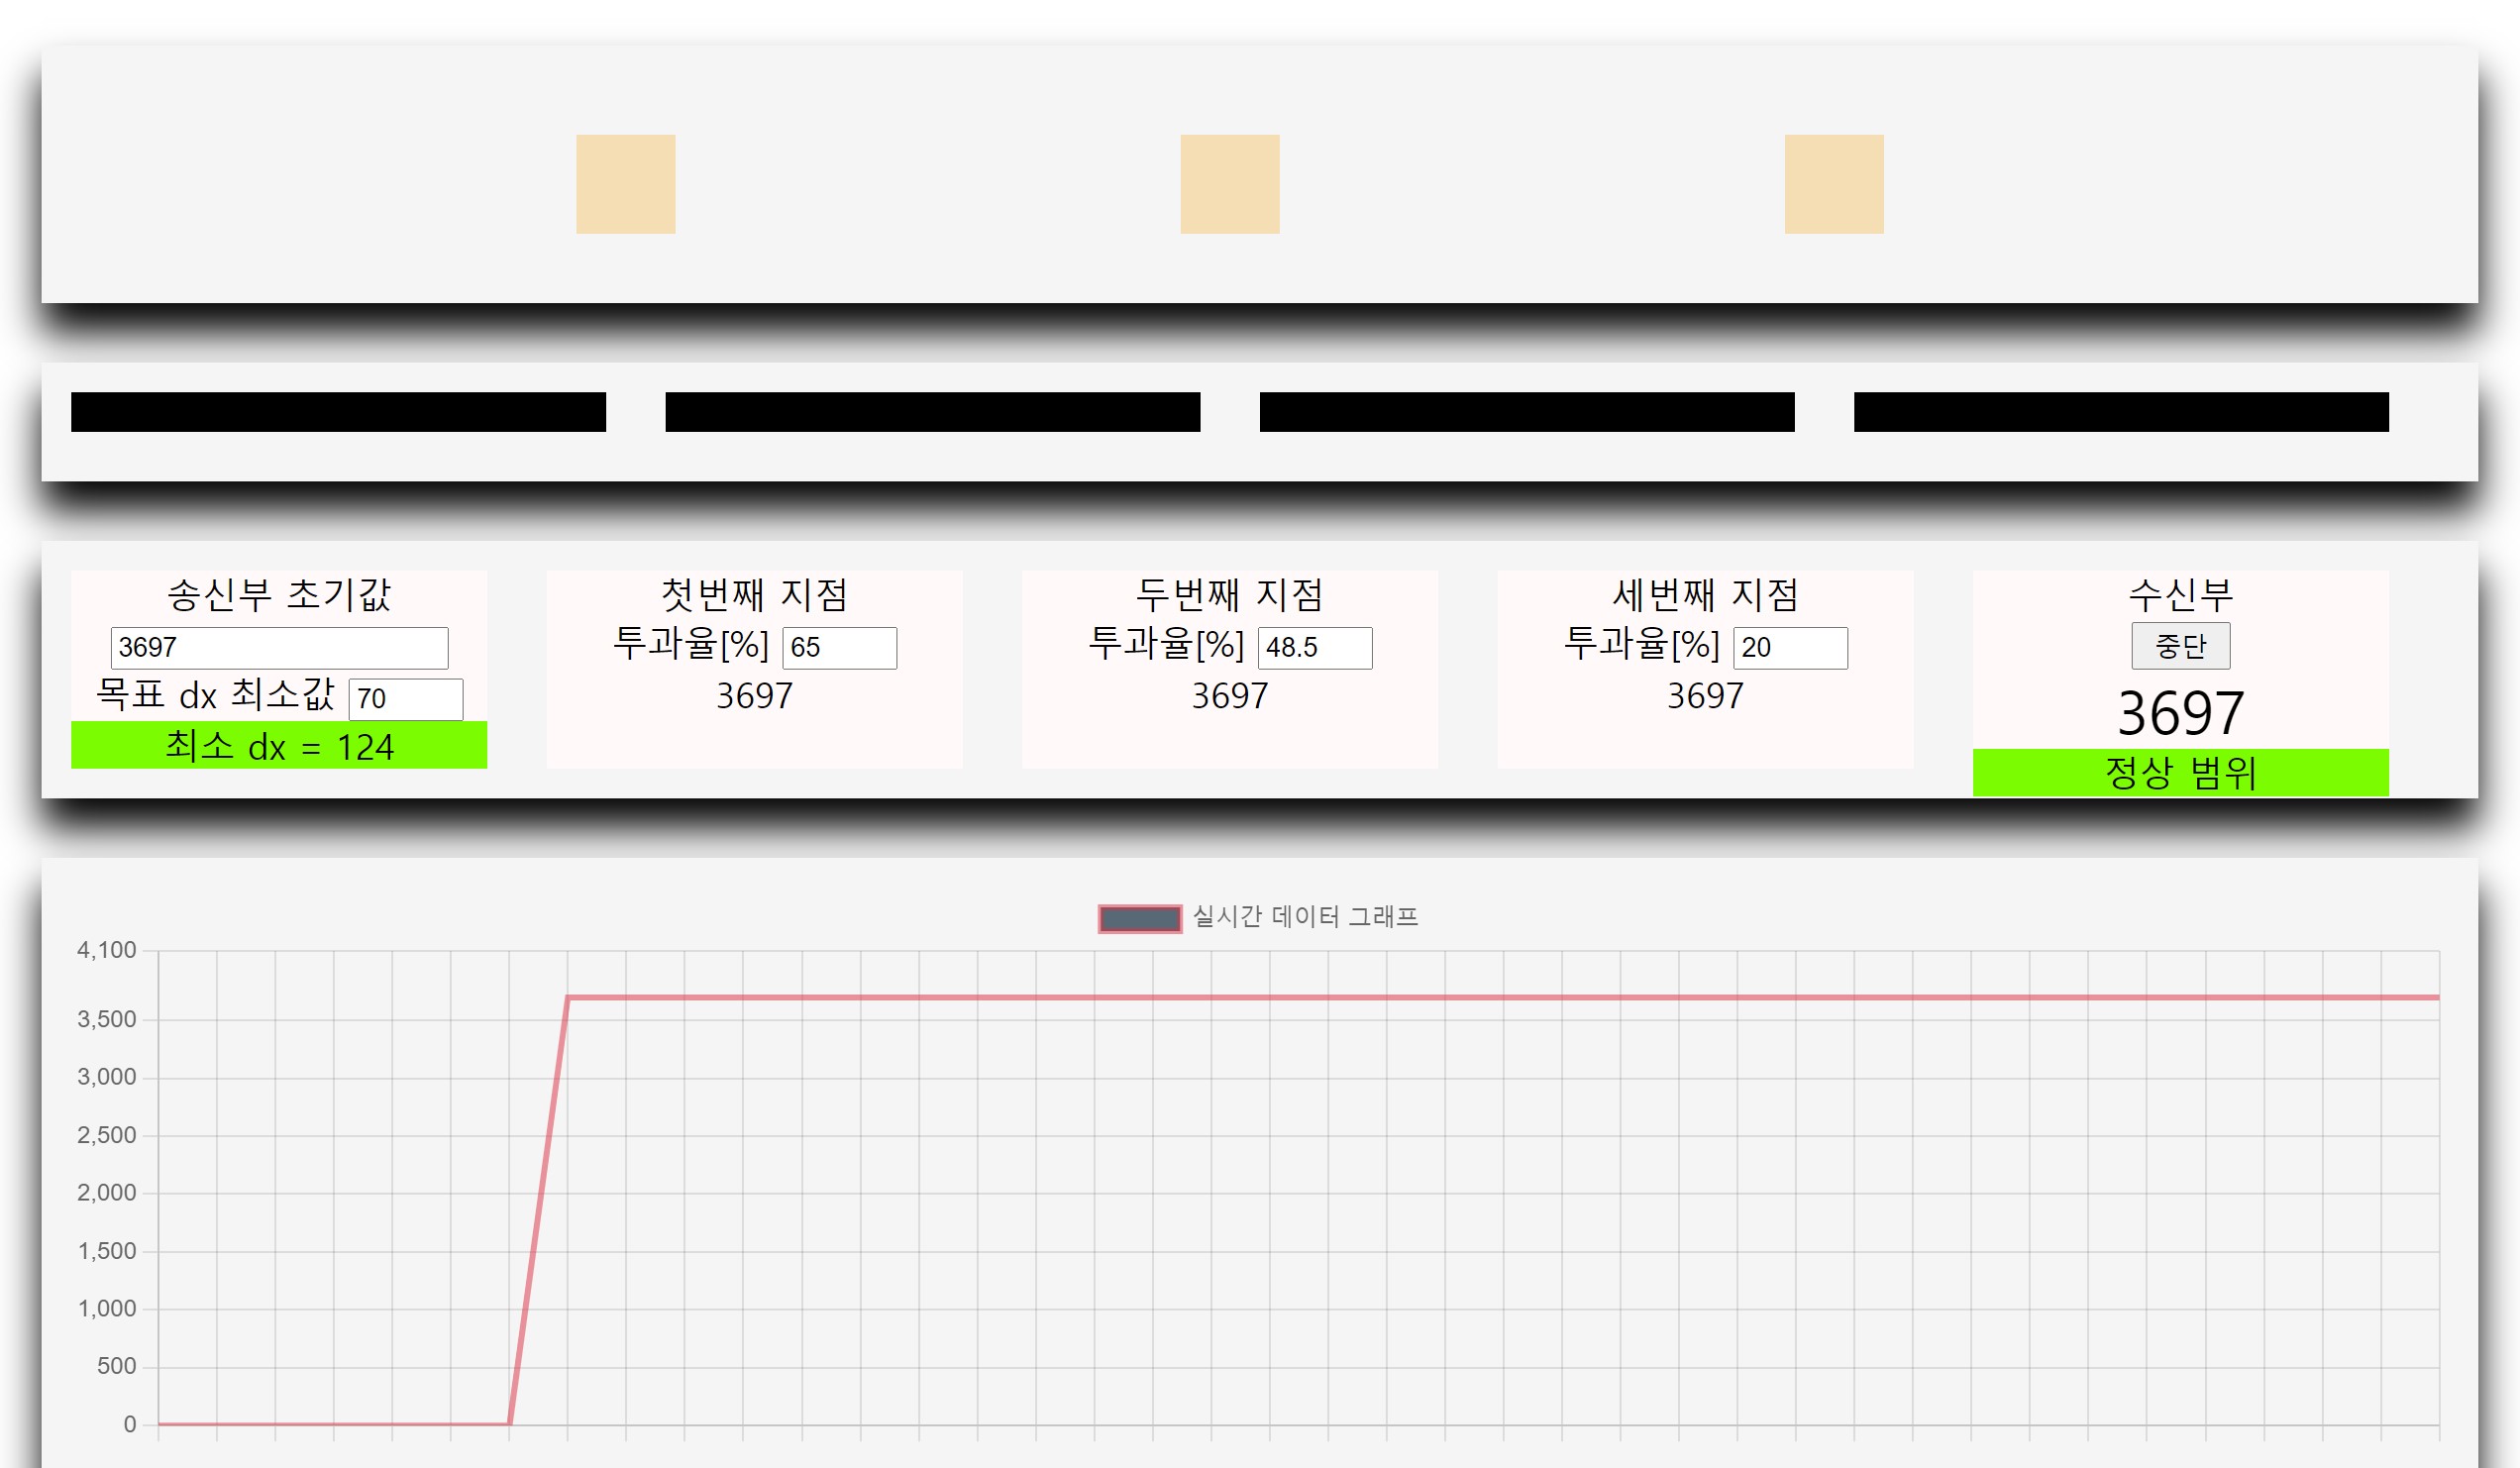 송신부 초기값
3697
목표 dx 최소값 70
최소 dx = 124
첫번째 지점
투과율[%] 65
3697
두번째 지점
투과율[%] 48.5
3697
세번째 지점
투과율[%] 20
3697
수신부
중단
3697
정상 범위
실시간 데이터 그래프
4,100
3,500
3,000
2,500
2,000
1,500
1,000
500
0